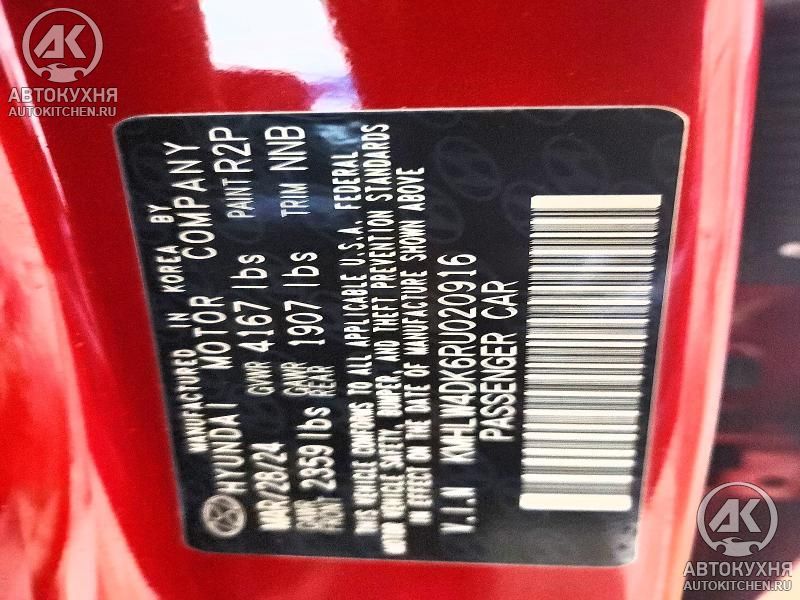 АВТОКУХНЯ
AUTOKITCHEN.RU
MANUFACTURED IN KOREA BY
HYUNDAI MOTOR COMPANY
MAR/28/24 GVWR 4167 lbs PAINT R2P
GAWR FRONT 2359 lbs GAWR REAR 1907 lbs TRIM NNB
THIS VEHICLE CONFORMS TO ALL APPLICABLE U.S.A. FEDERAL
MOTOR VEHICLE SAFETY, BUMPER, AND THEFT PREVENTION STANDARDS
IN EFFECT ON THE DATE OF MANUFACTURE SHOWN ABOVE
V.I.N KMHLW4DK6RU020916
PASSENGER CAR
АВТОКУХНЯ
AUTOKITCHEN.RU